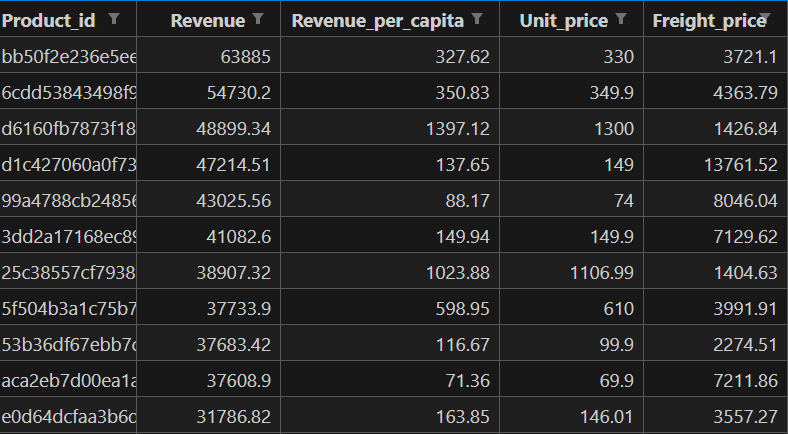 Product_id Revenue Revenue_per_capita Unit_price Freight_price
bb50f2e236e5ee 63885 327.62 330 3721.1
6cdd53843498f9 54730.2 350.83 349.9 4363.79
d6160fb7873f18 48899.34 1397.12 1300 1426.84
d1c427060a0f73 47214.51 137.65 149 13761.52
99a4788cb24856 43025.56 88.17 74 8046.04
3dd2a17168ec89 41082.6 149.94 149.9 7129.62
25c38557cf7938 38907.32 1023.88 1106.99 1404.63
5f504b3a1c75b7 37733.9 598.95 610 3991.91
53b36df67ebb7c 37683.42 116.67 99.9 2274.51
aca2eb7d00ea1a 37608.9 71.36 69.9 7211.86
e0d64dcfaa3b6d 31786.82 163.85 146.01 3557.27